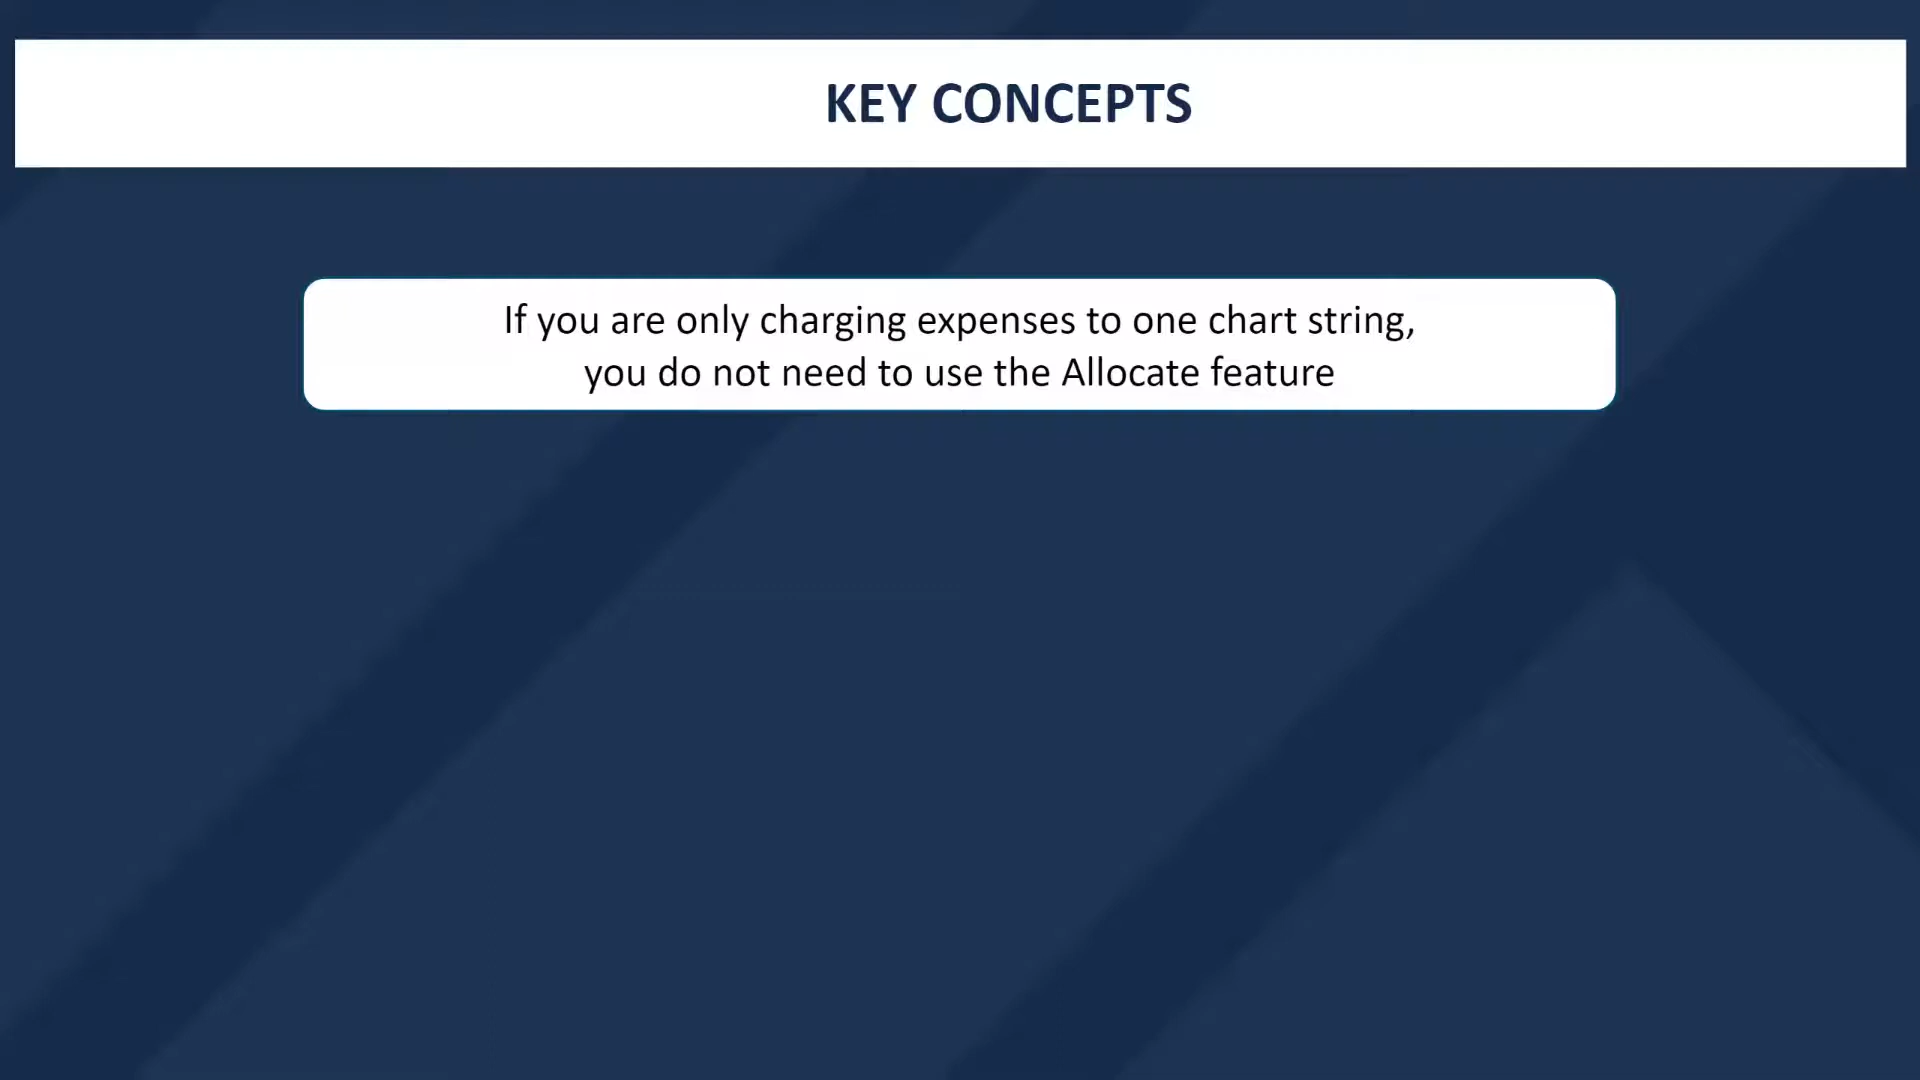 KEY CONCEPTS
If you are only charging expenses to one chart string,
you do not need to use the Allocate feature